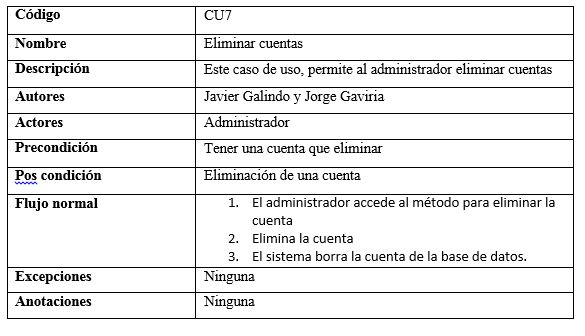 Código CU7
Nombre Eliminar cuentas
Descripción Este caso de uso, permite al administrador eliminar cuentas
Autores Javier Galindo y Jorge Gaviria
Actores Administrador
Precondición Tener una cuenta que eliminar
Pos condición Eliminación de una cuenta
Flujo normal 1. El administrador accede al método para eliminar la
cuenta
2. Elimina la cuenta
3. El sistema borra la cuenta de la base de datos.
Excepciones Ninguna
Anotaciones Ninguna